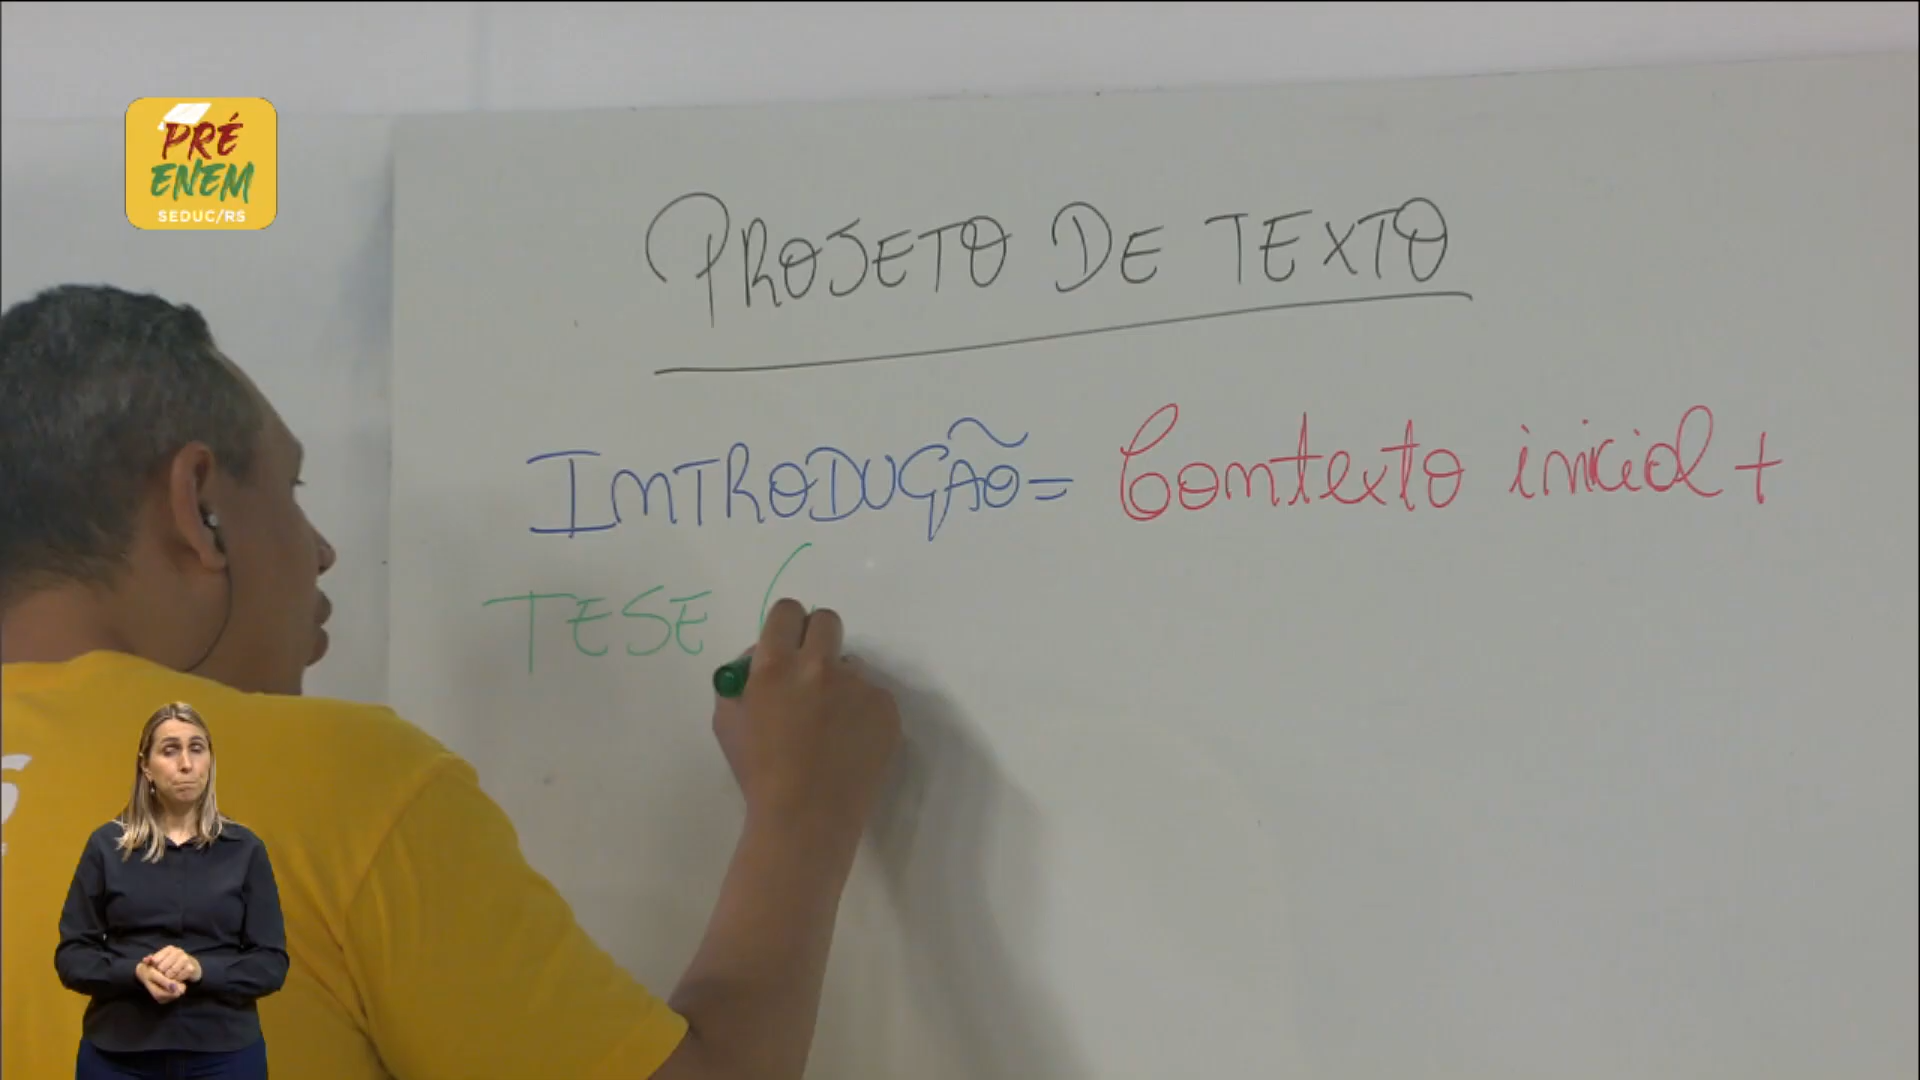 PRÉ
ENEM
SEDUC/RS
PROJETO DE TEXTO
INTRODUÇÃO= Contexto inicial +
TESE (